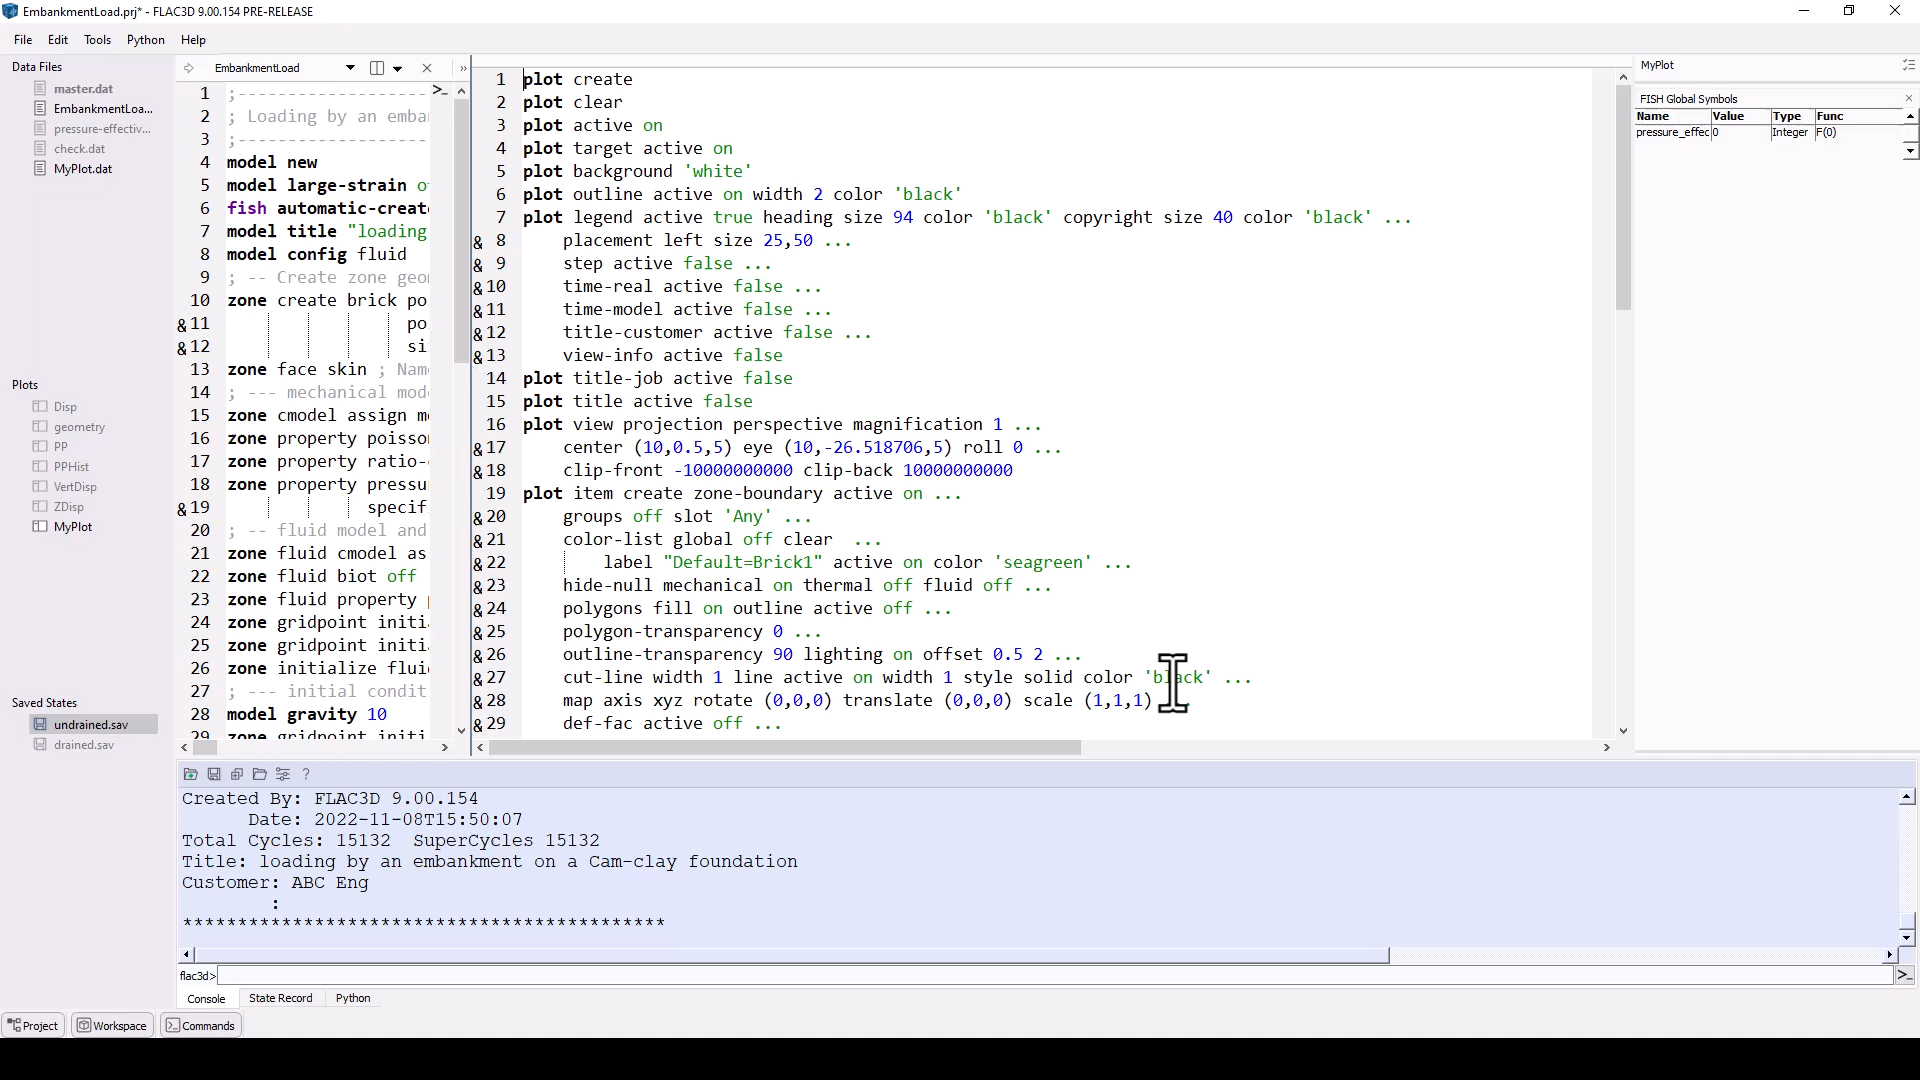 EmbankmentLoad.prj* - FLAC3D 9.00.154 PRE-RELEASE
File Edit Tools Python Help
Data Files
master.dat
EmbankmentLoa...
pressure-effectiv...
check.dat
MyPlot.dat
Plots
Disp
geometry
PP
PPHist
VertDisp
ZDisp
MyPlot
Saved States
undrained.sav
drained.sav
EmbankmentLoad
1 ;--------------------
2 ; Loading by an emba
3 ;--------------------
4 model new
5 model large-strain o
6 fish automatic-creat
7 model title "loading
8 model config fluid
9 ; -- Create zone geo
10 zone create brick po
&11 po
&12 si
13 zone face skin ; Nam
14 ; --- mechanical mod
15 zone cmodel assign m
16 zone property poisso
17 zone property ratio-
18 zone property pressu
&19 specif
20 ; -- fluid model and
21 zone fluid cmodel as
22 zone fluid biot off
23 zone fluid property p
24 zone gridpoint initi
25 zone gridpoint initi
26 zone initialize flui
27 ; --- initial condit
28 model gravity 10
29 zone gridpoint initi
1 plot create
2 plot clear
3 plot active on
4 plot target active on
5 plot background 'white'
6 plot outline active on width 2 color 'black'
7 plot legend active true heading size 94 color 'black' copyright size 40 color 'black' ...
& 8 placement left size 25,50 ...
& 9 step active false ...
&10 time-real active false ...
&11 time-model active false ...
&12 title-customer active false ...
&13 view-info active false
14 plot title-job active false
15 plot title active false
16 plot view projection perspective magnification 1 ...
&17 center (10,0.5,5) eye (10,-26.518706,5) roll 0 ...
&18 clip-front -10000000000 clip-back 10000000000
19 plot item create zone-boundary active on ...
&20 groups off slot 'Any' ...
&21 color-list global off clear ...
&22 label "Default=Brick1" active on color 'seagreen' ...
&23 hide-null mechanical on thermal off fluid off ...
&24 polygons fill on outline active off ...
&25 polygon-transparency 0 ...
&26 outline-transparency 90 lighting on offset 0.5 2 ...
&27 cut-line width 1 line active on width 1 style solid color 'black' ...
&28 map axis xyz rotate (0,0,0) translate (0,0,0) scale (1,1,1)
&29 def-fac active off ...
MyPlot
FISH Global Symbols
Name Value Type Func
pressure_effec 0 Integer F(0)
Created By: FLAC3D 9.00.154
Date: 2022-11-08T15:50:07
Total Cycles: 15132 SuperCycles 15132
Title: loading by an embankment on a Cam-clay foundation
Customer: ABC Eng
:
********************************************
flac3d>
Console State Record Python
Project Workspace Commands